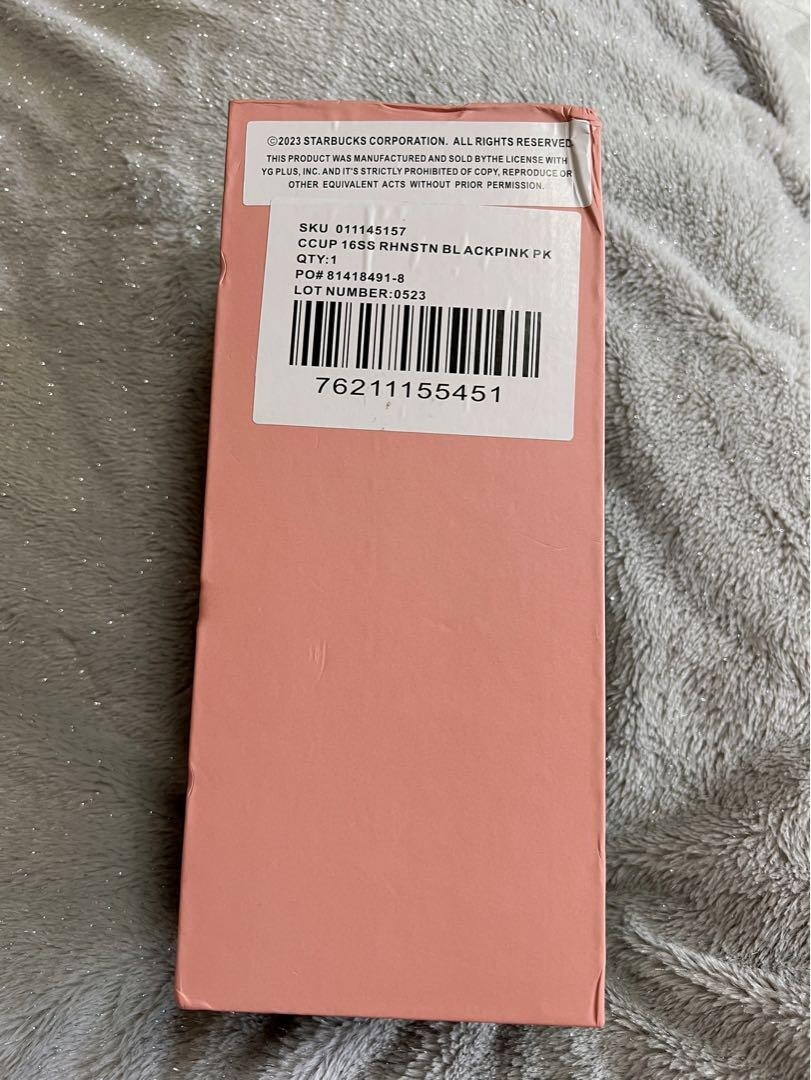 ©2023 STARBUCKS CORPORATION. ALL RIGHTS RESERVED
THIS PRODUCT WAS MANUFACTURED AND SOLD BYTHE LICENSE WITH
YG PLUS, INC. AND IT'S STRICTLY PROHIBITED OF COPY, REPRODUCE OR
OTHER EQUIVALENT ACTS WITHOUT PRIOR PERMISSION.
SKU 011145157
CCUP 16SS RHNSTN BLACKPINK PK
QTY:1
PO# 81418491-8
LOT NUMBER:0523
76211155451